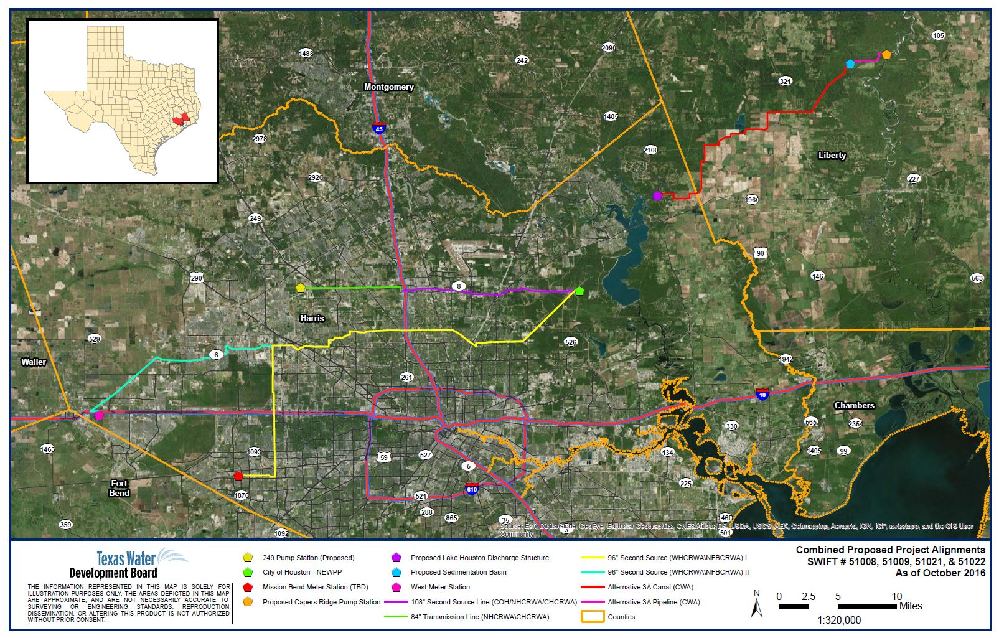 105
2090
1488
242
321
Montgomery
1485
45
2978
2100
Liberty
2920
227
1960
249
90
290
146
563
8
Harris
529
526
6
1942
Waller
261
10
Chambers
565
2354
330
1463
1093
1405
99
134
59
527
5
Fort
Bend
225
610
1876
521
288
865
35
146D
359
1092
501
3
Source: Esri, DigitalGlobe, GeoEye, Earthstar Geographics, CNES/Airbus DS, USDA, USGS, AEX, Getmapping, Aerogrid, IGN, IGP, swisstopo, and the GIS User
Community
Texas Water
Development Board
THE INFORMATION REPRESENTED IN THIS MAP IS SOLELY FOR
ILLUSTRATION PURPOSES ONLY. THE AREAS DEPICTED IN THIS MAP
ARE APPROXIMATE, AND ARE NOT NECESSARILY ACCURATE TO
SURVEYING OR ENGINEERING STANDARDS. REPRODUCTION,
DISSEMINATION, OR ALTERING THIS PRODUCT IS NOT AUTHORIZED
WITHOUT PRIOR CONSENT.
249 Pump Station (Proposed)
City of Houston - NEWPP
Mission Bend Meter Station (TBD)
Proposed Capers Ridge Pump Station
Proposed Lake Houston Discharge Structure
Proposed Sedimentation Basin
West Meter Station
108" Second Source Line (COH/NHCRWA/CHCRWA)
84" Transmission Line (NHCRWA\CHCRWA)
96" Second Source (WHCRWA\NFBCRWA) I
96" Second Source (WHCRWA\NFBCRWA) II
Alternative 3A Canal (CWA)
Alternative 3A Pipeline (CWA)
Counties
Combined Proposed Project Alignments
SWIFT # 51008, 51009, 51021, & 51022
As of October 2016
N
0 2.5 5 10
Miles
1:320,000